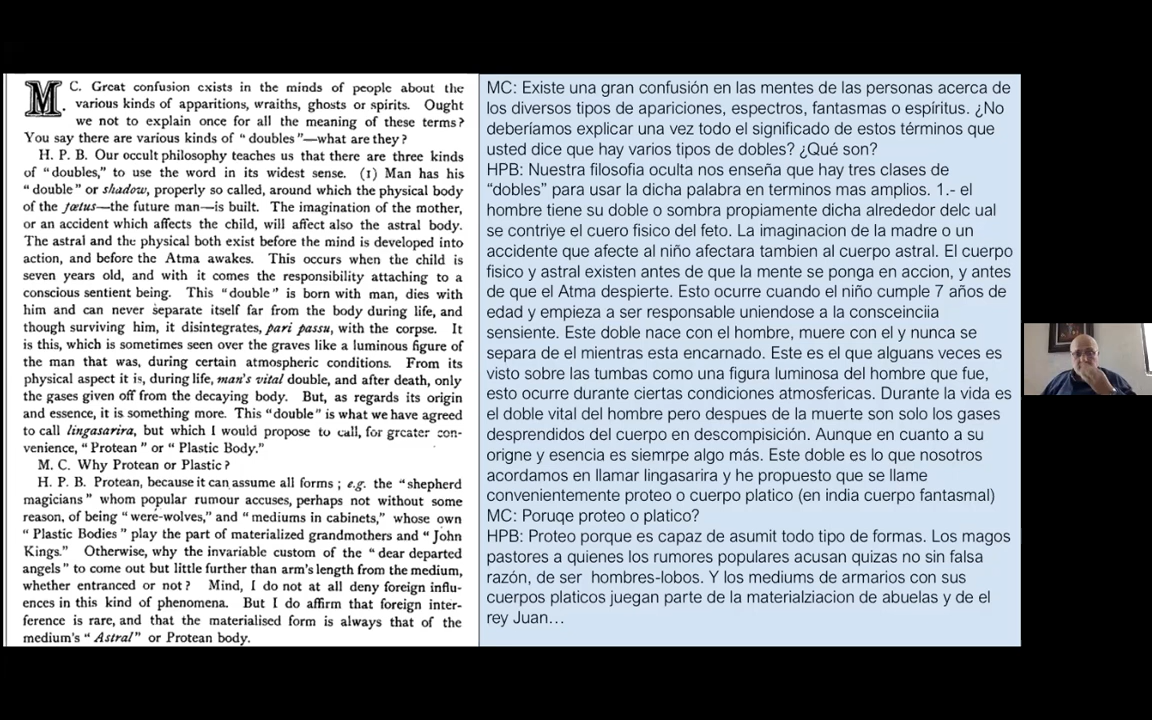 M. C. Great confusion exists in the minds of people about the
various kinds of apparitions, wraiths, ghosts or spirits. Ought
we not to explain once for all the meaning of these terms?
You say there are various kinds of "doubles"—what are they?
H. P. B. Our occult philosophy teaches us that there are three kinds
of "doubles," to use the word in its widest sense. (1) Man has his
"double" or shadow, properly so called, around which the physical body
of the fœtus—the future man—is built. The imagination of the mother,
or an accident which affects the child, will affect also the astral body.
The astral and the physical both exist before the mind is developed into
action, and before the Atma awakes. This occurs when the child is
seven years old, and with it comes the responsibility attaching to a
conscious sentient being. This "double" is born with man, dies with
him and can never separate itself far from the body during life, and
though surviving him, it disintegrates, pari passu, with the corpse. It
is this, which is sometimes seen over the graves like a luminous figure of
the man that was, during certain atmospheric conditions. From its
physical aspect it is, during life, man's vital double, and after death, only
the gases given off from the decaying body. But, as regards its origin
and essence, it is something more. This "double" is what we have agreed
to call lingasarira, but which I would propose to call, for greater con-
venience, "Protean" or "Plastic Body."
M. C. Why Protean or Plastic?
H. P. B. Protean, because it can assume all forms; e.g. the "shepherd
magicians" whom popular rumour accuses, perhaps not without some
reason, of being "were-wolves," and "mediums in cabinets," whose own
"Plastic Bodies" play the part of materialized grandmothers and "John
Kings." Otherwise, why the invariable custom of the "dear departed
angels" to come out but little further than arm's length from the medium,
whether entranced or not? Mind, I do not at all deny foreign influ-
ences in this kind of phenomena. But I do affirm that foreign inter-
ference is rare, and that the materialised form is always that of the
medium's "Astral" or Protean body.
MC: Existe una gran confusión en las mentes de las personas acerca de
los diversos tipos de apariciones, espectros, fantasmas o espíritus. ¿No
deberíamos explicar una vez todo el significado de estos términos que
usted dice que hay varios tipos de dobles? ¿Qué son?
HPB: Nuestra filosofia oculta nos enseña que hay tres clases de
"dobles" para usar la dicha palabra en terminos mas amplios. 1.- el
hombre tiene su doble o sombra propiamente dicha alrededor delc ual
se contriye el cuero fisico del feto. La imaginacion de la madre o un
accidente que afecte al niño afectara tambien al cuerpo astral. El cuerpo
fisico y astral existen antes de que la mente se ponga en accion, y antes
de que el Atma despierte. Esto ocurre cuando el niño cumple 7 años de
edad y empieza a ser responsable uniendose a la consceinciia
sensiente. Este doble nace con el hombre, muere con el y nunca se
separa de el mientras esta encarnado. Este es el que alguans veces es
visto sobre las tumbas como una figura luminosa del hombre que fue,
esto ocurre durante ciertas condiciones atmosfericas. Durante la vida es
el doble vital del hombre pero despues de la muerte son solo los gases
desprendidos del cuerpo en descompisición. Aunque en cuanto a su
origne y esencia es siemrpe algo más. Este doble es lo que nosotros
acordamos en llamar lingasarira y he propuesto que se llame
convenientemente proteo o cuerpo platico (en india cuerpo fantasmal)
MC: Poruqe proteo o platico?
HPB: Proteo porque es capaz de asumit todo tipo de formas. Los magos
pastores a quienes los rumores populares acusan quizas no sin falsa
razón, de ser hombres-lobos. Y los mediums de armarios con sus
cuerpos platicos juegan parte de la materialziacion de abuelas y de el
rey Juan…